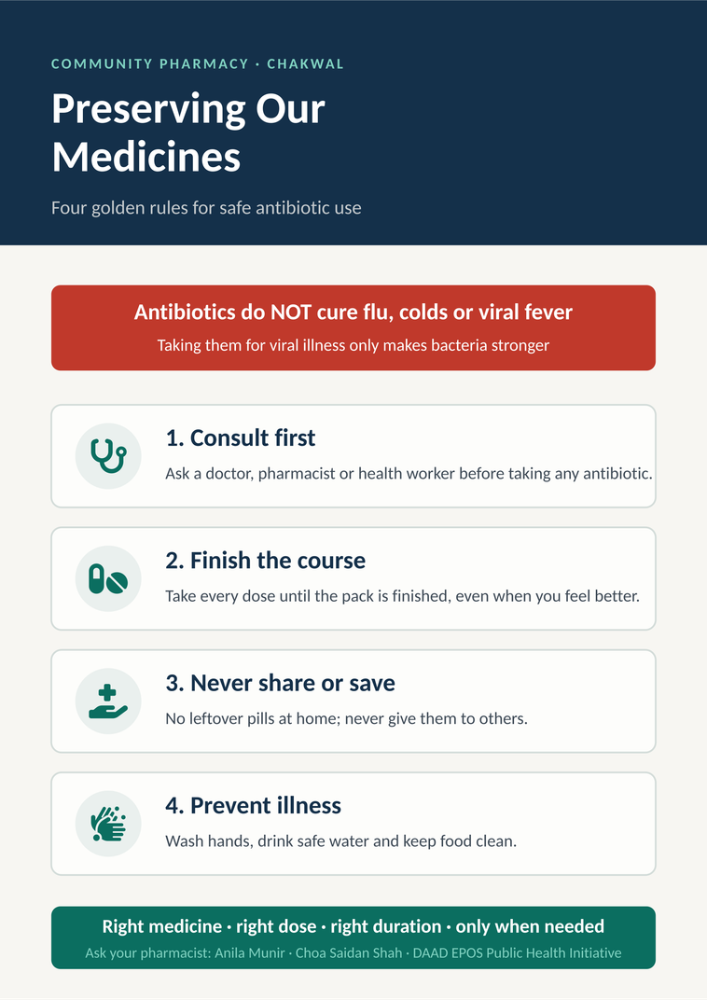 COMMUNITY PHARMACY · CHAKWAL
Preserving Our
Medicines
Four golden rules for safe antibiotic use
Antibiotics do NOT cure flu, colds or viral fever
Taking them for viral illness only makes bacteria stronger
1. Consult first
Ask a doctor, pharmacist or health worker before taking any antibiotic.
2. Finish the course
Take every dose until the pack is finished, even when you feel better.
3. Never share or save
No leftover pills at home; never give them to others.
4. Prevent illness
Wash hands, drink safe water and keep food clean.
Right medicine · right dose · right duration · only when needed
Ask your pharmacist: Anila Munir · Choa Saidan Shah · DAAD EPOS Public Health Initiative